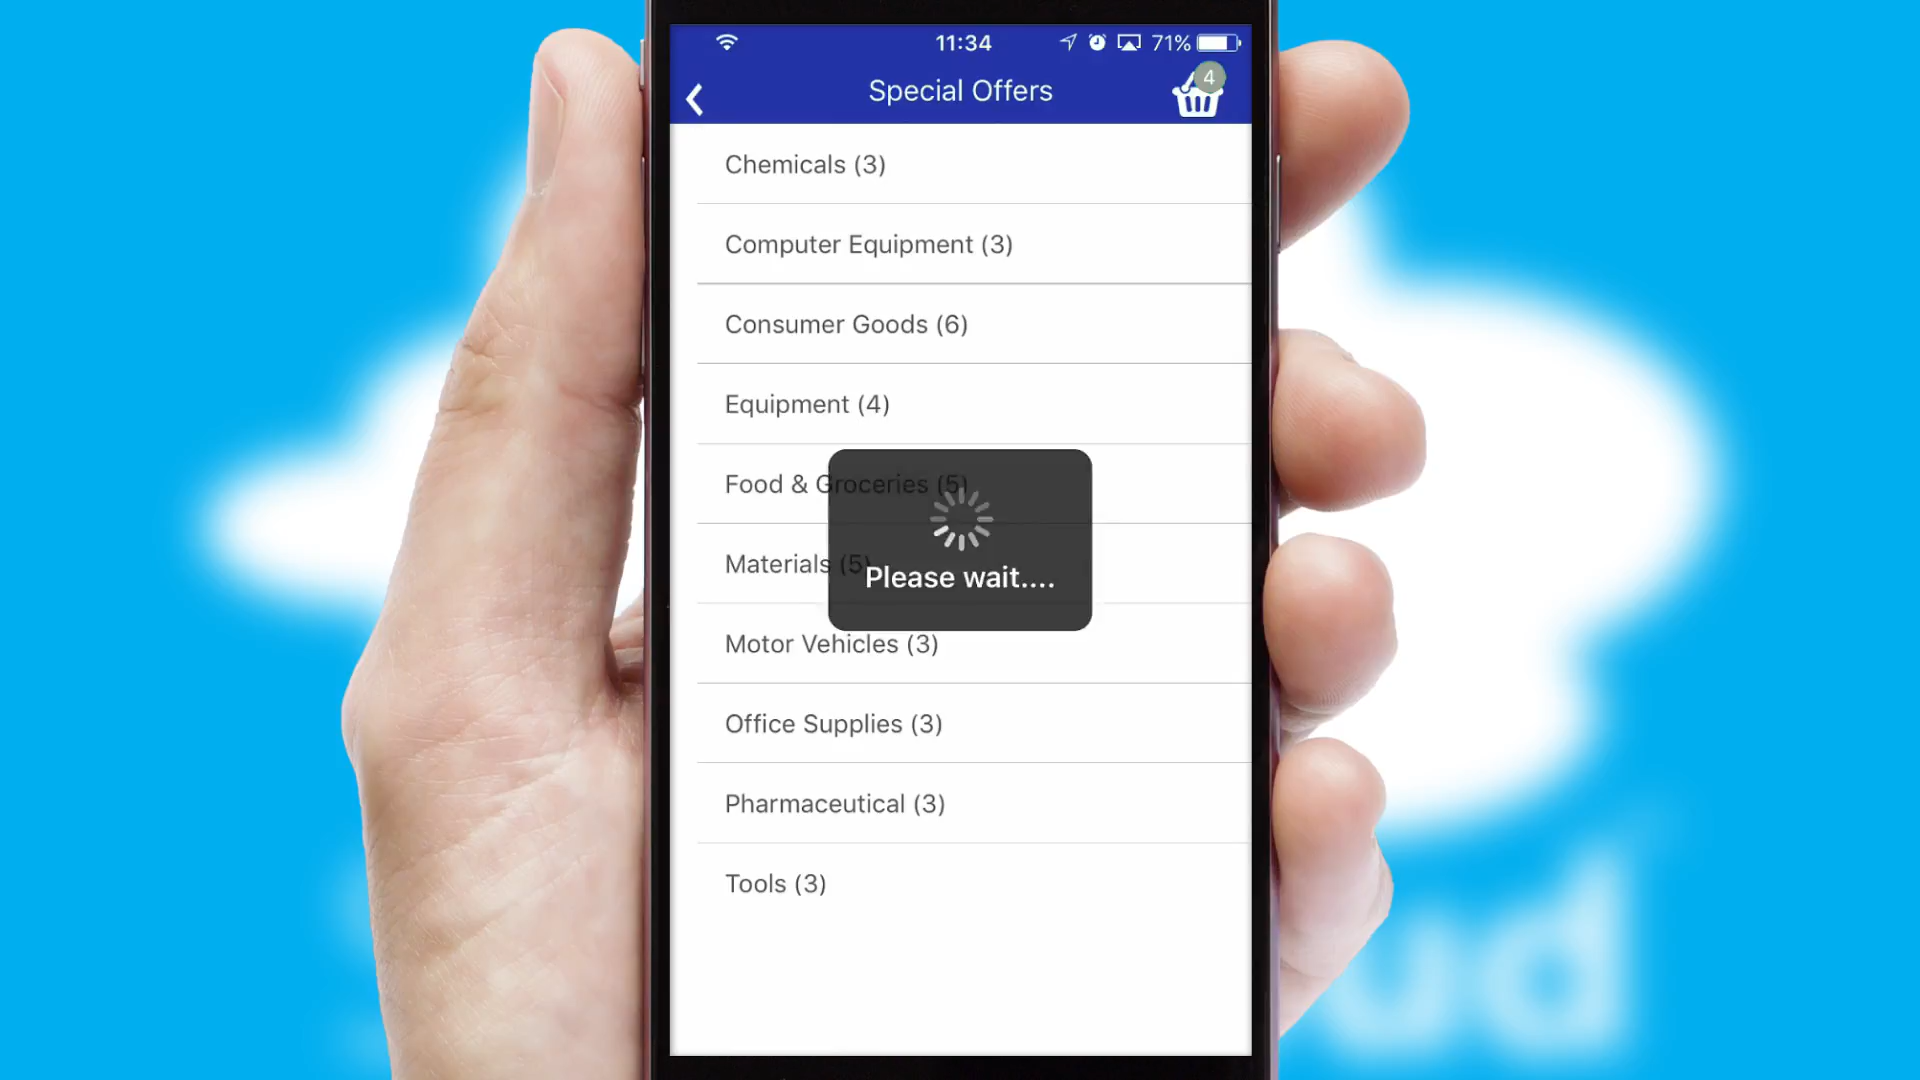 11:34
71%
Special Offers
4
Chemicals (3)
Computer Equipment (3)
Consumer Goods (6)
Equipment (4)
Food & Groceries (5)
Materials (5)
Please wait....
Motor Vehicles (3)
Office Supplies (3)
Pharmaceutical (3)
Tools (3)